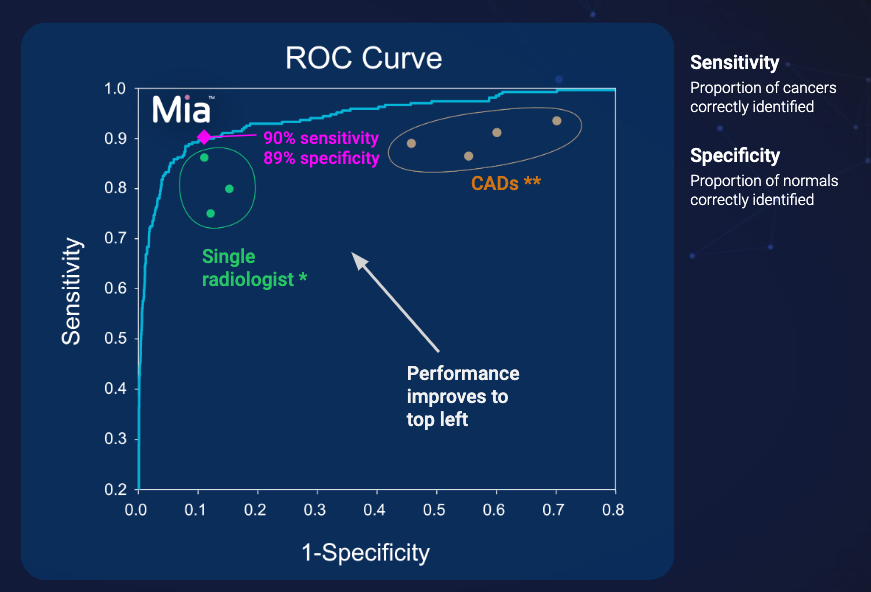 ROC Curve
Mia™
90% sensitivity
89% specificity
CADs **
Single
radiologist *
Performance
improves to
top left
Sensitivity
1.0
0.9
0.8
0.7
0.6
0.5
0.4
0.3
0.2
0.0 0.1 0.2 0.3 0.4 0.5 0.6 0.7 0.8
1-Specificity
Sensitivity
Proportion of cancers
correctly identified
Specificity
Proportion of normals
correctly identified